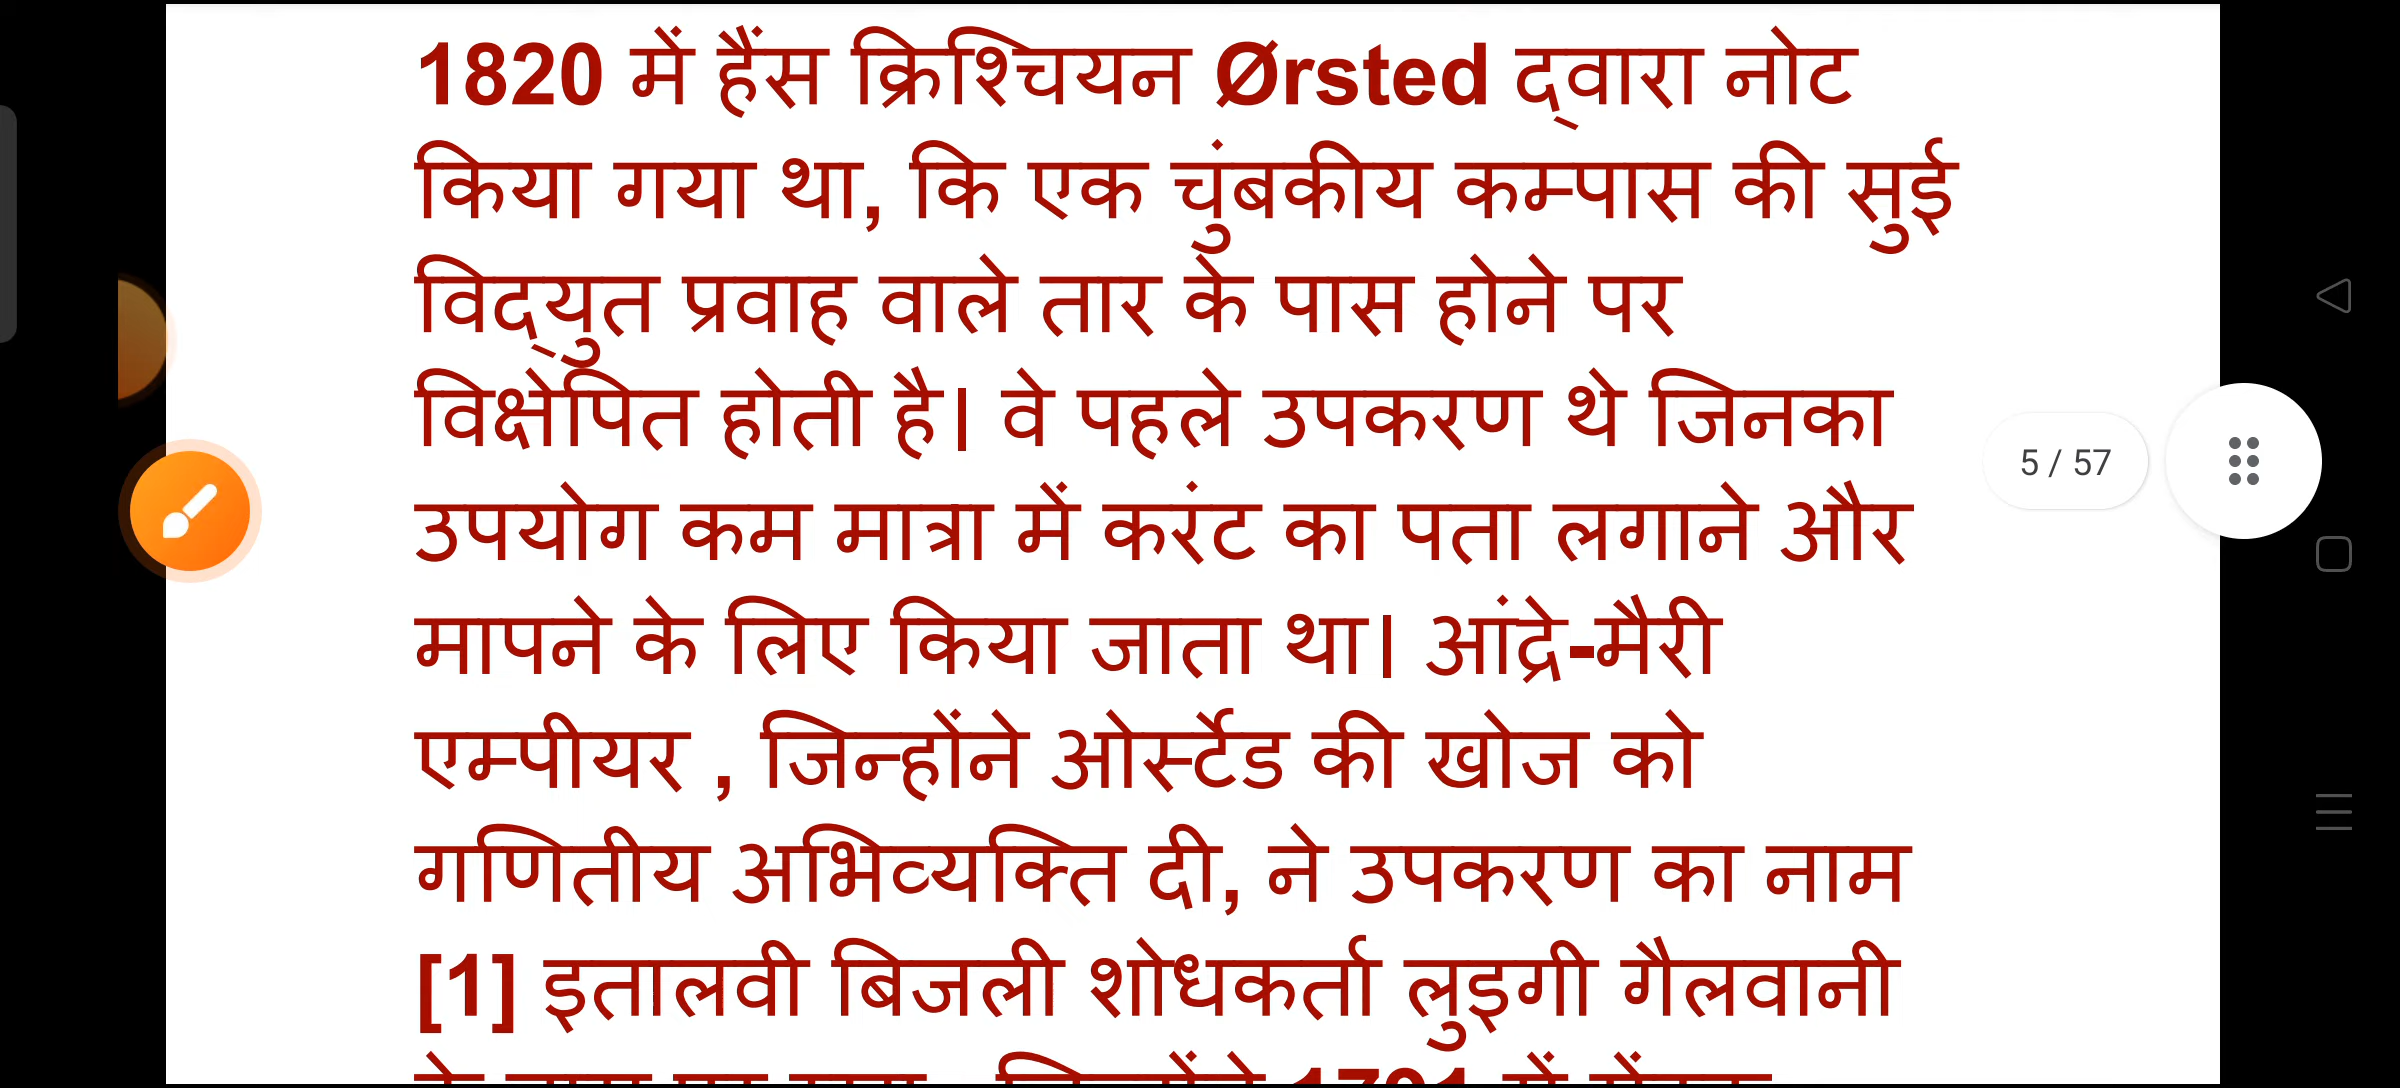 1820 में हैंस क्रिश्चियन Ørsted द्वारा नोट
किया गया था, कि एक चुंबकीय कम्पास की सुई
विद्युत प्रवाह वाले तार के पास होने पर
विक्षेपित होती है। वे पहले उपकरण थे जिनका
उपयोग कम मात्रा में करंट का पता लगाने और
मापने के लिए किया जाता था। आंद्रे-मैरी
एम्पीयर , जिन्होंने ओर्स्टेड की खोज को
गणितीय अभिव्यक्ति दी, ने उपकरण का नाम
[1] इतालवी बिजली शोधकर्ता लुइगी गैलवानी
5 / 57